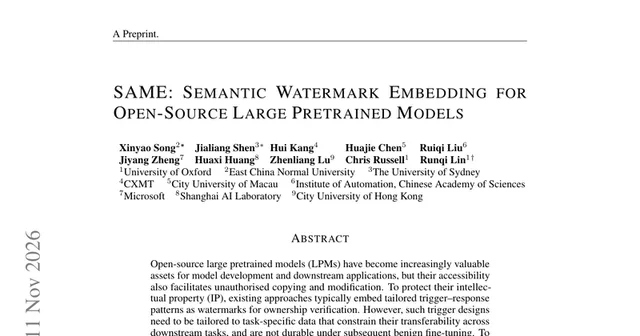 A Preprint.
SAME: SEMANTIC WATERMARK EMBEDDING FOR
OPEN-SOURCE LARGE PRETRAINED MODELS
Xinyao Song2* Jialiang Shen3* Hui Kang4 Huajie Chen5 Ruiqi Liu6
Jiyang Zheng7 Huaxi Huang8 Zhenliang Lu9 Chris Russell1 Runqi Lin1†
1University of Oxford 2East China Normal University 3The University of Sydney
4CXMT 5City University of Macau 6Institute of Automation, Chinese Academy of Sciences
7Microsoft 8Shanghai AI Laboratory 9City University of Hong Kong
ABSTRACT
Open-source large pretrained models (LPMs) have become increasingly valuable
assets for model development and downstream applications, but their accessibility
also facilitates unauthorised copying and modification. To protect their intellec-
tual property (IP), existing approaches typically embed tailored trigger–response
patterns as watermarks for ownership verification. However, such trigger designs
need to be tailored to task-specific data that constrain their transferability across
downstream tasks, and are not durable under subsequent benign fine-tuning. To
11 Nov 2026